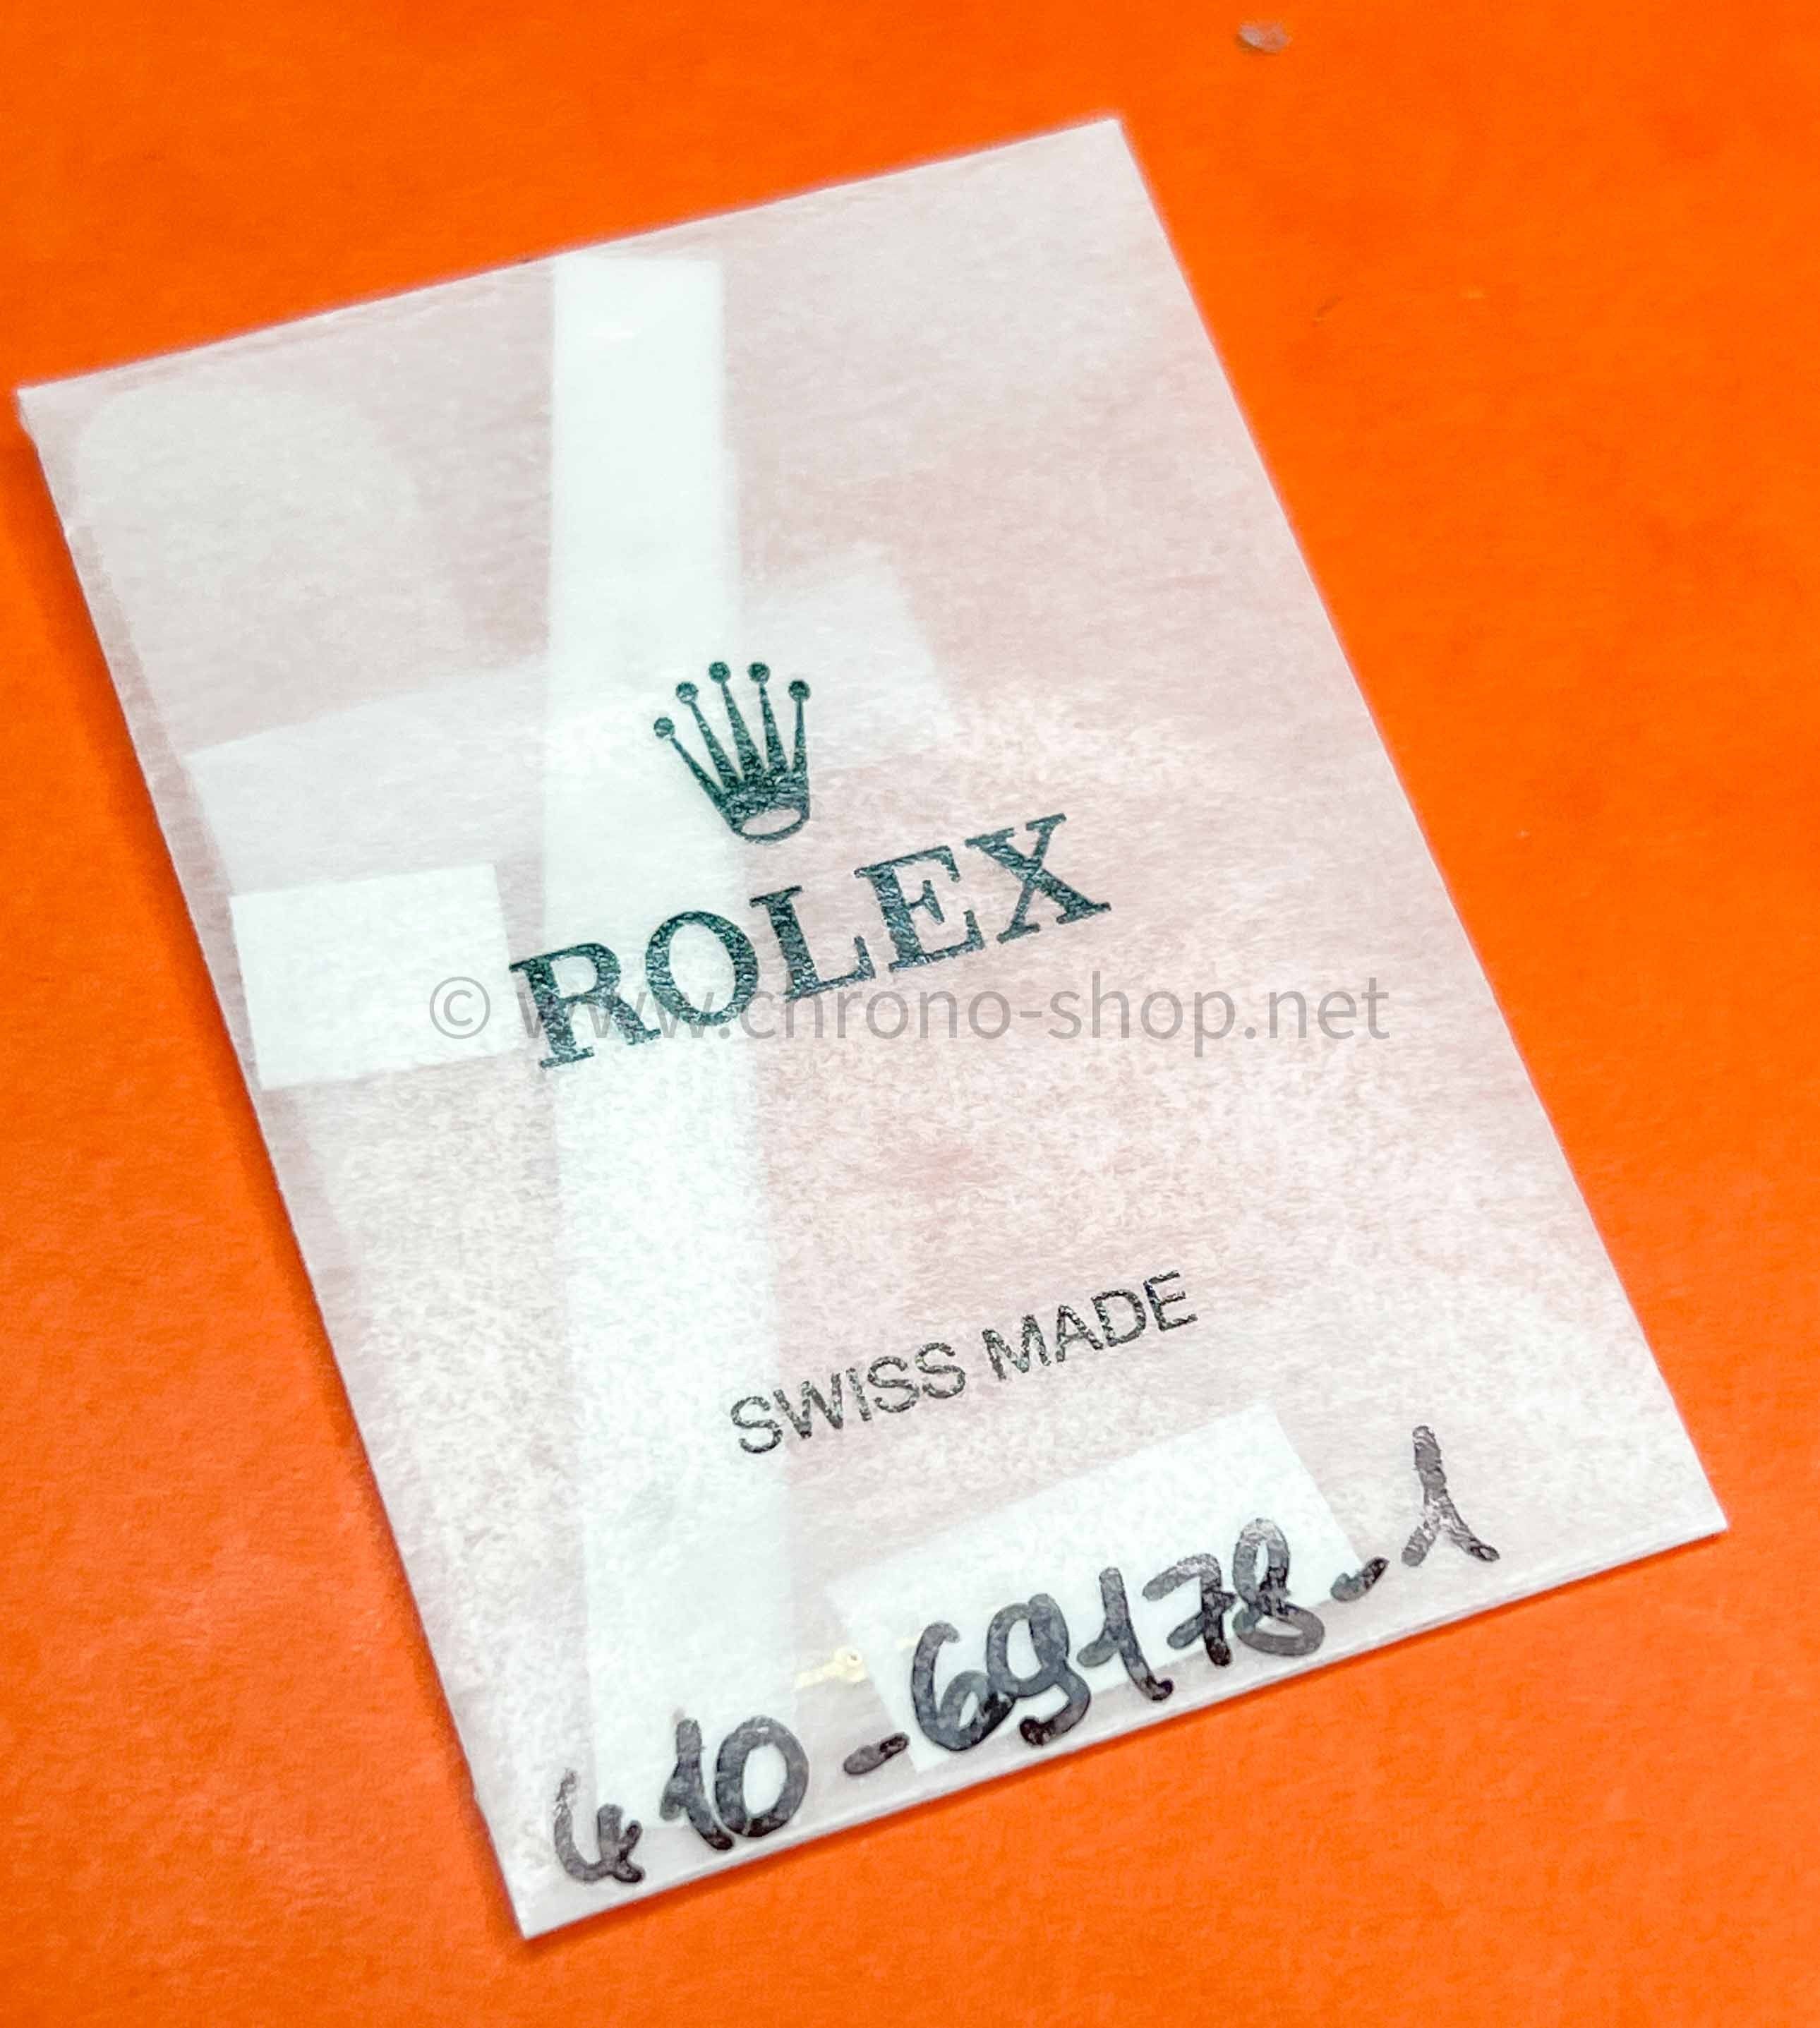 ROLEX
© www.chrono-shop.net
SWISS MADE
410-69178-1